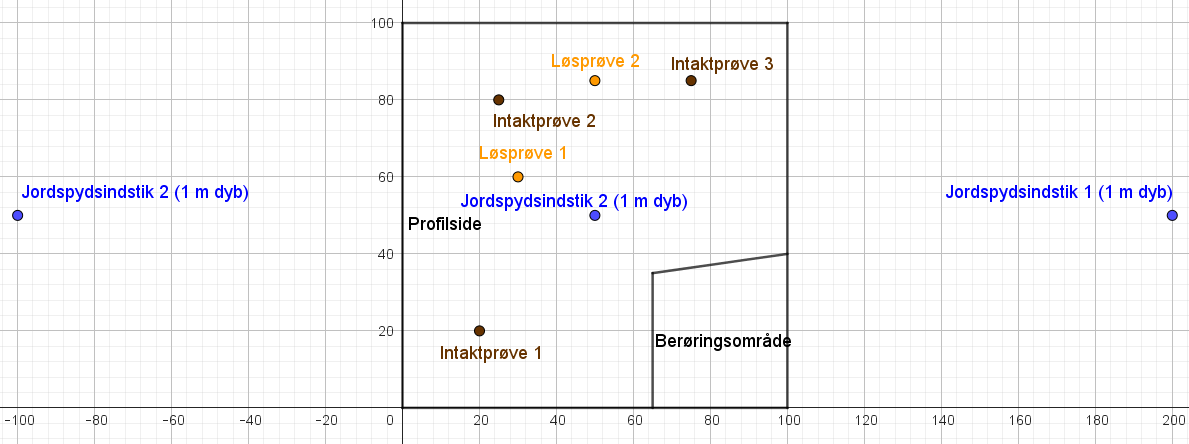 100
Løsprøve 2
Intaktprøve 3
80
Intaktprøve 2
Løsprøve 1
60
Jordspydsindstik 2 (1 m dyb)
Jordspydsindstik 2 (1 m dyb)
Jordspydsindstik 1 (1 m dyb)
Profilside
40
20
Intaktprøve 1
Berøringsområde
-100 -80 -60 -40 -20 0 20 40 60 80 100 120 140 160 180 200